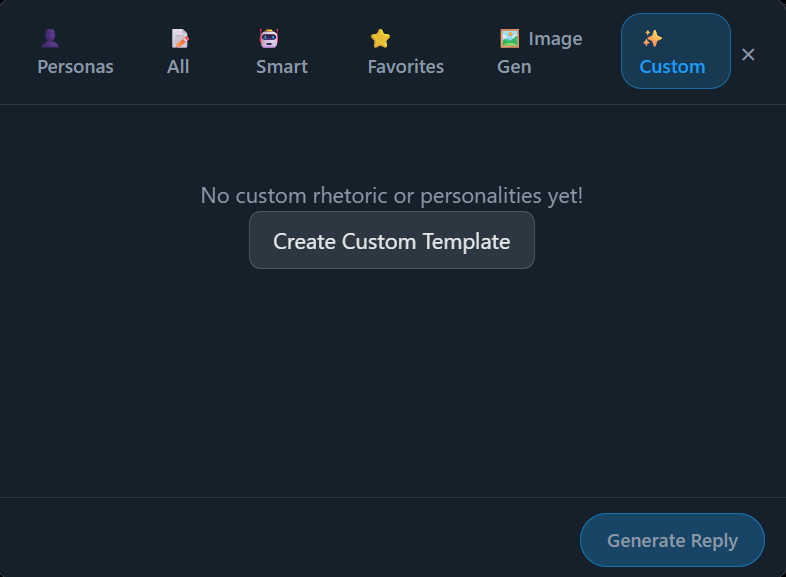 Personas
All
Smart
Favorites
Image
Gen
Custom
×
No custom rhetoric or personalities yet!
Create Custom Template
Generate Reply